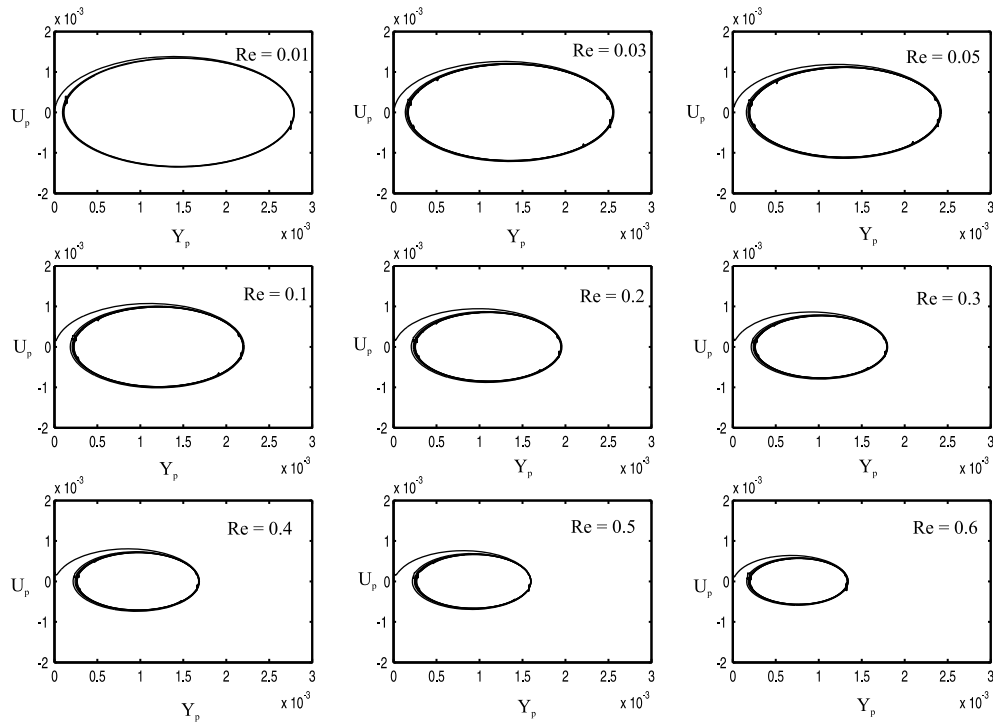 x 10⁻³
x 10⁻³
x 10⁻³
2
1
0
-1
-2
U_p
Re = 0.01
0 0.5 1 1.5 2 2.5 3
Y_p
x 10⁻³
2
1
0
-1
-2
U_p
Re = 0.03
0 0.5 1 1.5 2 2.5 3
Y_p
x 10⁻³
2
1
0
-1
-2
U_p
Re = 0.05
0 0.5 1 1.5 2 2.5 3
Y_p
x 10⁻³
x 10⁻³
x 10⁻³
x 10⁻³
2
1
0
-1
-2
U_p
Re = 0.1
0 0.5 1 1.5 2 2.5 3
Y_p
x 10⁻³
2
1
0
-1
-2
U_p
Re = 0.2
0 0.5 1 1.5 2 2.5 3
Y_p
x 10⁻³
2
1
0
-1
-2
U_p
Re = 0.3
0 0.5 1 1.5 2 2.5 3
Y_p
x 10⁻³
x 10⁻³
x 10⁻³
x 10⁻³
2
1
0
-1
-2
U_p
Re = 0.4
0 0.5 1 1.5 2 2.5 3
Y_p
x 10⁻³
2
1
0
-1
-2
U_p
Re = 0.5
0 0.5 1 1.5 2 2.5 3
Y_p
x 10⁻³
2
1
0
-1
-2
U_p
Re = 0.6
0 0.5 1 1.5 2 2.5 3
Y_p
x 10⁻³